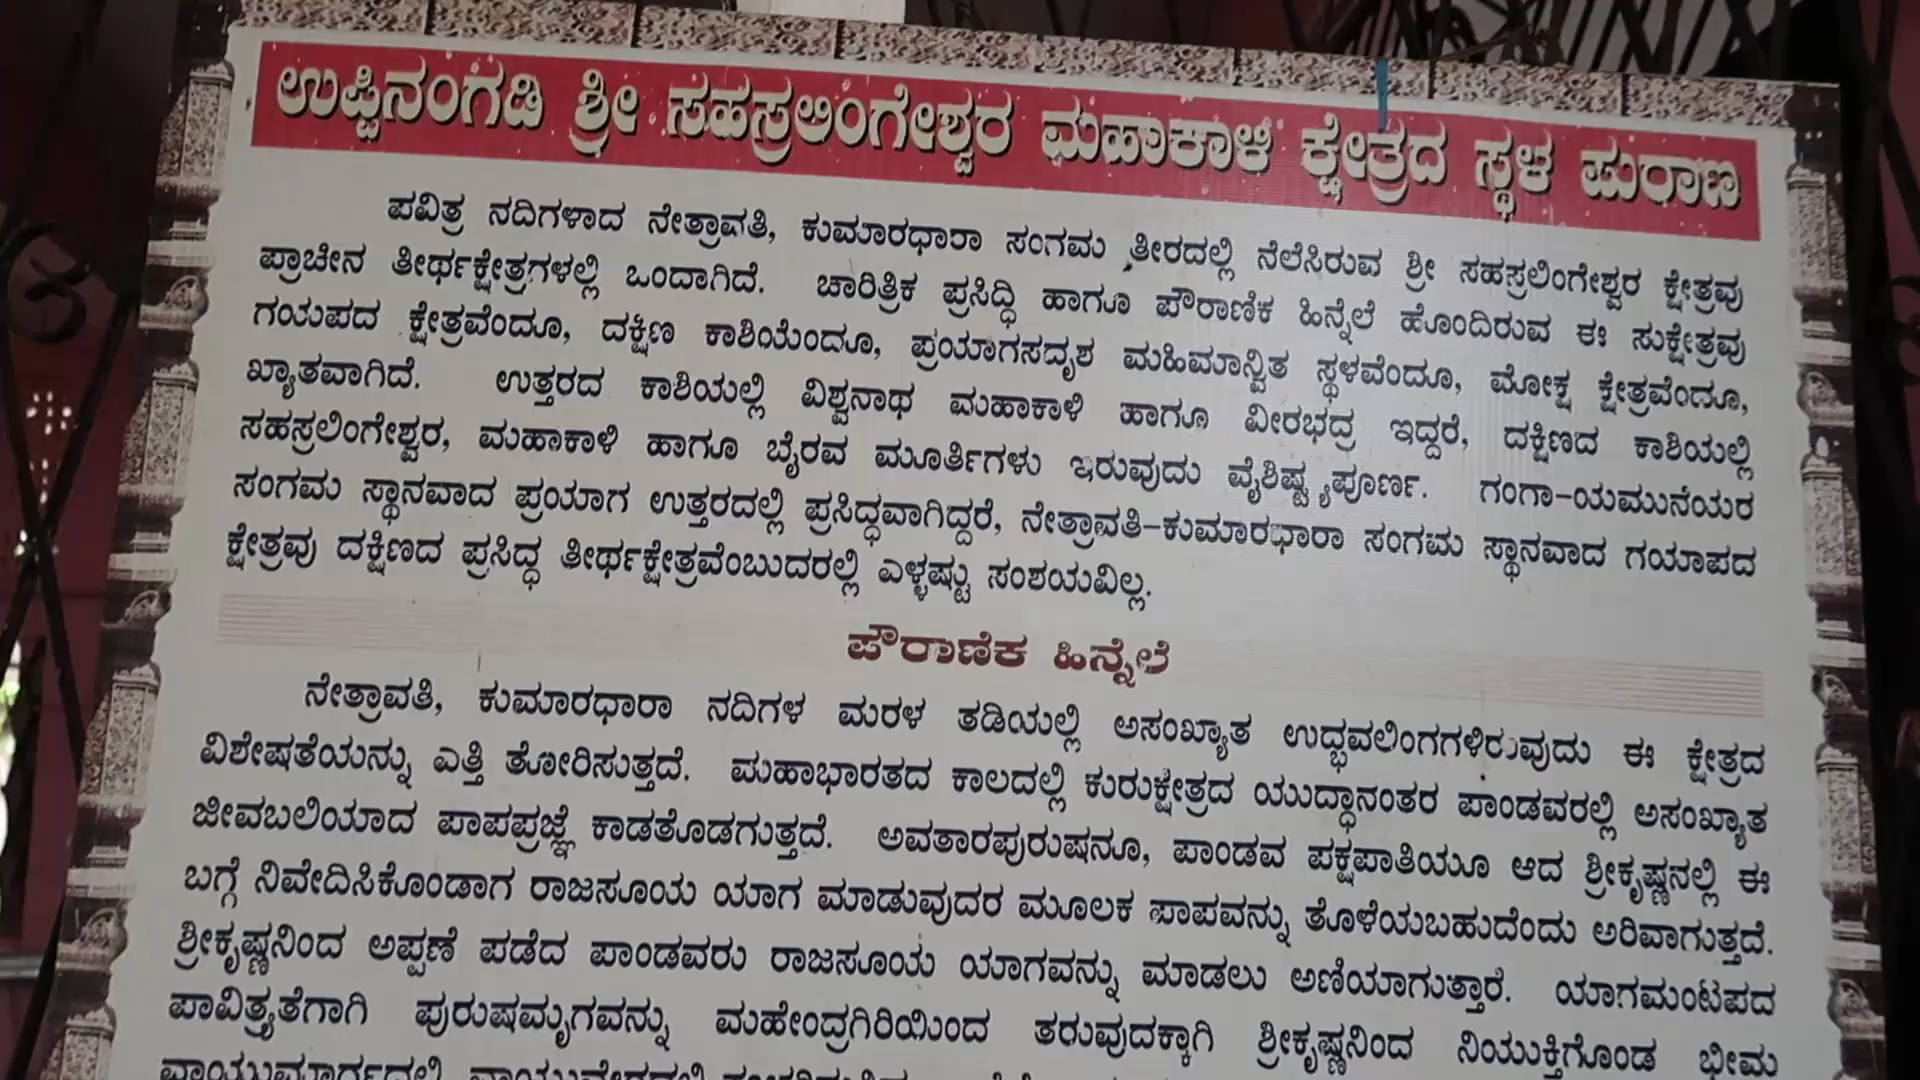 ಉಪ್ಪಿನಂಗಡಿ ಶ್ರೀ ಸಹಸ್ರಲಿಂಗೇಶ್ವರ ಮಹಾಕಾಳಿ ಕ್ಷೇತ್ರದ ಸ್ಥಳ ಪುರಾಣ
ಪವಿತ್ರ ನದಿಗಳಾದ ನೇತ್ರಾವತಿ, ಕುಮಾರಧಾರಾ ಸಂಗಮ ತೀರದಲ್ಲಿ ನೆಲೆಸಿರುವ ಶ್ರೀ ಸಹಸ್ರಲಿಂಗೇಶ್ವರ ಕ್ಷೇತ್ರವು
ಪ್ರಾಚೀನ ತೀರ್ಥಕ್ಷೇತ್ರಗಳಲ್ಲಿ ಒಂದಾಗಿದೆ. ಚಾರಿತ್ರಿಕ ಪ್ರಸಿದ್ಧಿ ಹಾಗೂ ಪೌರಾಣಿಕ ಹಿನ್ನೆಲೆ ಹೊಂದಿರುವ ಈ ಸುಕ್ಷೇತ್ರವು
ಗಯಪದ ಕ್ಷೇತ್ರವೆಂದೂ, ದಕ್ಷಿಣ ಕಾಶಿಯೆಂದೂ, ಪ್ರಯಾಗಸದೃಶ ಮಹಿಮಾನ್ವಿತ ಸ್ಥಳವೆಂದೂ, ಮೋಕ್ಷ ಕ್ಷೇತ್ರವೆಂದೂ,
ಖ್ಯಾತವಾಗಿದೆ. ಉತ್ತರದ ಕಾಶಿಯಲ್ಲಿ ವಿಶ್ವನಾಥ ಮಹಾಕಾಳಿ ಹಾಗೂ ವೀರಭದ್ರ ಇದ್ದರೆ, ದಕ್ಷಿಣದ ಕಾಶಿಯಲ್ಲಿ
ಸಹಸ್ರಲಿಂಗೇಶ್ವರ, ಮಹಾಕಾಳಿ ಹಾಗೂ ಬೈರವ ಮೂರ್ತಿಗಳು ಇರುವುದು ವೈಶಿಷ್ಟ್ಯಪೂರ್ಣ. ಗಂಗಾ-ಯಮುನೆಯರ
ಸಂಗಮ ಸ್ಥಾನವಾದ ಪ್ರಯಾಗ ಉತ್ತರದಲ್ಲಿ ಪ್ರಸಿದ್ಧವಾಗಿದ್ದರೆ, ನೇತ್ರಾವತಿ-ಕುಮಾರಧಾರಾ ಸಂಗಮ ಸ್ಥಾನವಾದ ಗಯಾಪದ
ಕ್ಷೇತ್ರವು ದಕ್ಷಿಣದ ಪ್ರಸಿದ್ಧ ತೀರ್ಥಕ್ಷೇತ್ರವೆಂಬುದರಲ್ಲಿ ಎಳ್ಳಷ್ಟು ಸಂಶಯವಿಲ್ಲ.
ಪೌರಾಣಿಕ ಹಿನ್ನೆಲೆ
ನೇತ್ರಾವತಿ, ಕುಮಾರಧಾರಾ ನದಿಗಳ ಮರಳ ತಡಿಯಲ್ಲಿ ಅಸಂಖ್ಯಾತ ಉದ್ಭವಲಿಂಗಗಳಿರುವುದು ಈ ಕ್ಷೇತ್ರದ
ವಿಶೇಷತೆಯನ್ನು ಎತ್ತಿ ತೋರಿಸುತ್ತದೆ. ಮಹಾಭಾರತದ ಕಾಲದಲ್ಲಿ ಕುರುಕ್ಷೇತ್ರದ ಯುದ್ಧಾನಂತರ ಪಾಂಡವರಲ್ಲಿ ಅಸಂಖ್ಯಾತ
ಜೀವಬಲಿಯಾದ ಪಾಪಪ್ರಜ್ಞೆ ಕಾಡತೊಡಗುತ್ತದೆ. ಅವತಾರಪುರುಷನೂ, ಪಾಂಡವ ಪಕ್ಷಪಾತಿಯೂ ಆದ ಶ್ರೀಕೃಷ್ಣನಲ್ಲಿ ಈ
ಬಗ್ಗೆ ನಿವೇದಿಸಿಕೊಂಡಾಗ ರಾಜಸೂಯ ಯಾಗ ಮಾಡುವುದರ ಮೂಲಕ ಪಾಪವನ್ನು ತೊಳೆಯಬಹುದೆಂದು ಅರಿವಾಗುತ್ತದೆ.
ಶ್ರೀಕೃಷ್ಣನಿಂದ ಅಪ್ಪಣೆ ಪಡೆದ ಪಾಂಡವರು ರಾಜಸೂಯ ಯಾಗವನ್ನು ಮಾಡಲು ಅಣಿಯಾಗುತ್ತಾರೆ. ಯಾಗಮಂಟಪದ
ಪಾವಿತ್ರ್ಯತೆಗಾಗಿ ಪುರುಷಮೃಗವನ್ನು ಮಹೇಂದ್ರಗಿರಿಯಿಂದ ತರುವುದಕ್ಕಾಗಿ ಶ್ರೀಕೃಷ್ಣನಿಂದ ನಿಯುಕ್ತಿಗೊಂಡ ಭೀಮ
ವಾಯುಮಾರ್ಗದಲ್ಲಿ